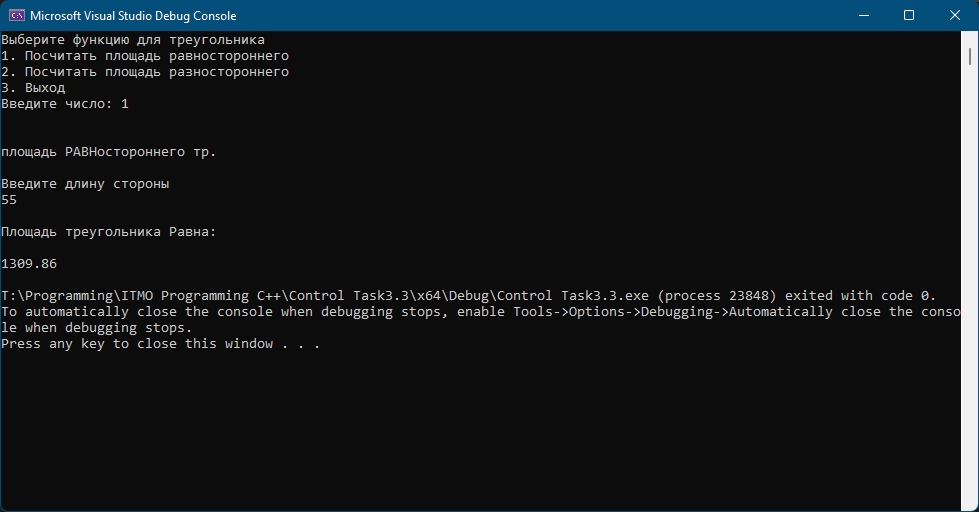 Microsoft Visual Studio Debug Console
Выберите функцию для треугольника
1. Посчитать площадь равностороннего
2. Посчитать площадь разностороннего
3. Выход
Введите число: 1
площадь РАВНостороннего тр.
Введите длину стороны
55
Площадь треугольника Равна:
1309.86
T:\Programming\ITMO Programming C++\Control Task3.3\x64\Debug\Control Task3.3.exe (process 23848) exited with code 0.
To automatically close the console when debugging stops, enable Tools->Options->Debugging->Automatically close the conso
le when debugging stops.
Press any key to close this window . . .